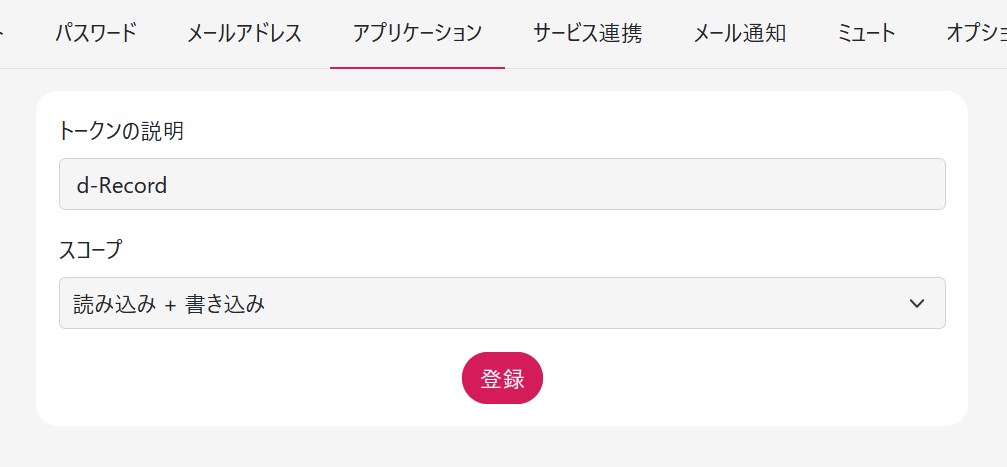 パスワード メールアドレス アプリケーション サービス連携 メール通知 ミュート オプショ
トークンの説明
d-Record
スコープ
読み込み + 書き込み
登録